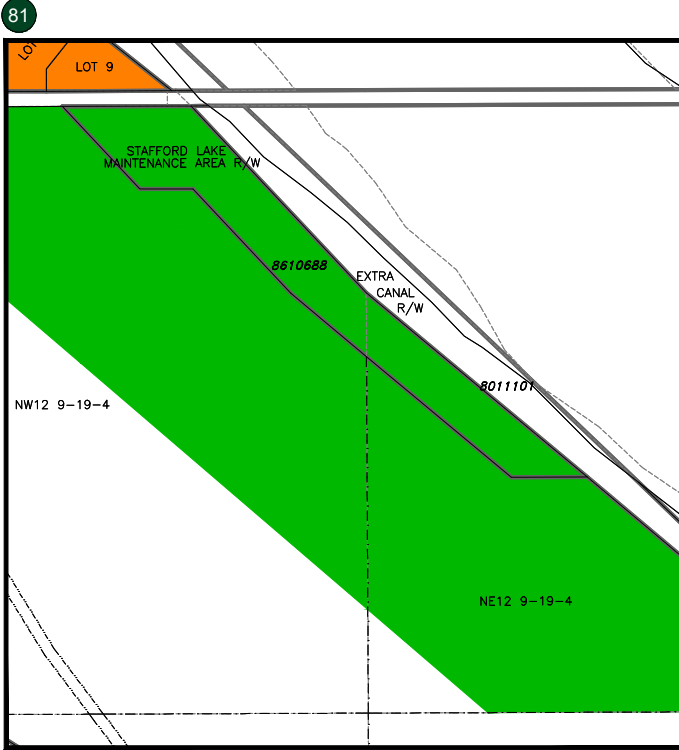 81
LOT 9
STAFFORD LAKE
MAINTENANCE AREA R/W
8610688
EXTRA
CANAL
R/W
8011101
NW12 9-19-4
NE12 9-19-4